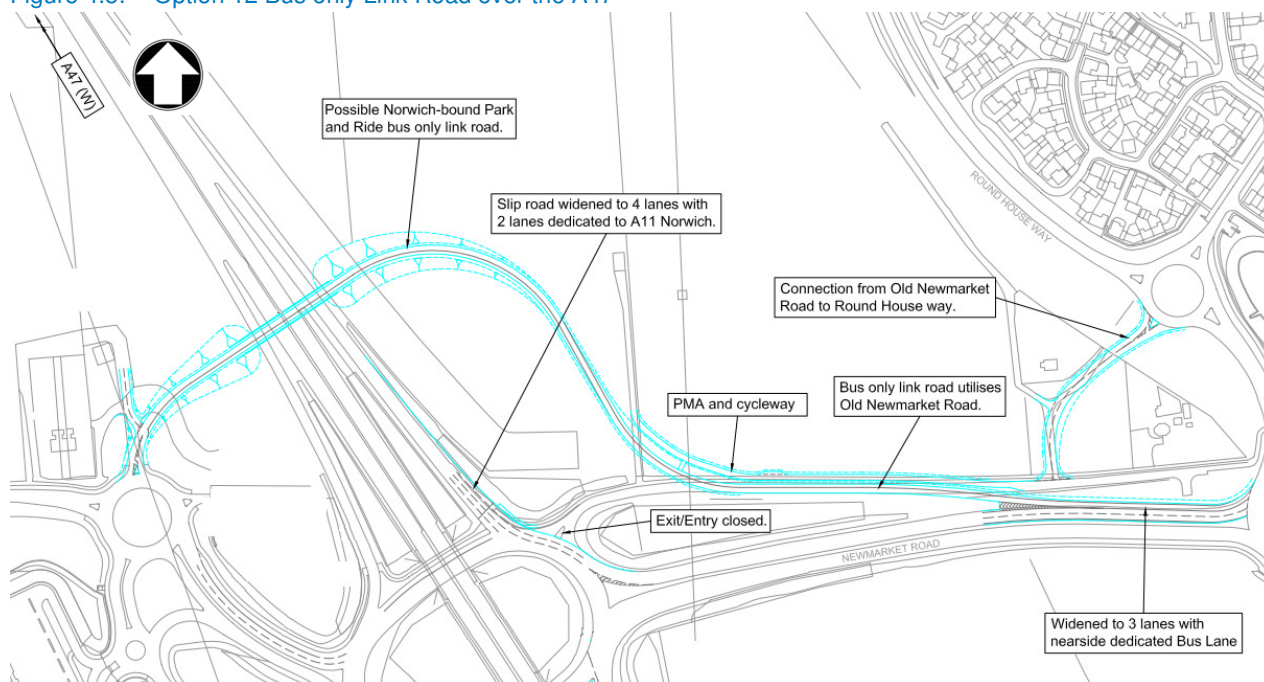 Figure 4.5. Option 12 Bus only Link Road over the A47
A47 (W)
Possible Norwich-bound Park
and Ride bus only link road.
Slip road widened to 4 lanes with
2 lanes dedicated to A11 Norwich.
ROUND HOUSE WAY
Connection from Old Newmarket
Road to Round House way.
PMA and cycleway
Bus only link road utilises
Old Newmarket Road.
Exit/Entry closed.
NEWMARKET ROAD
Widened to 3 lanes with
nearside dedicated Bus Lane